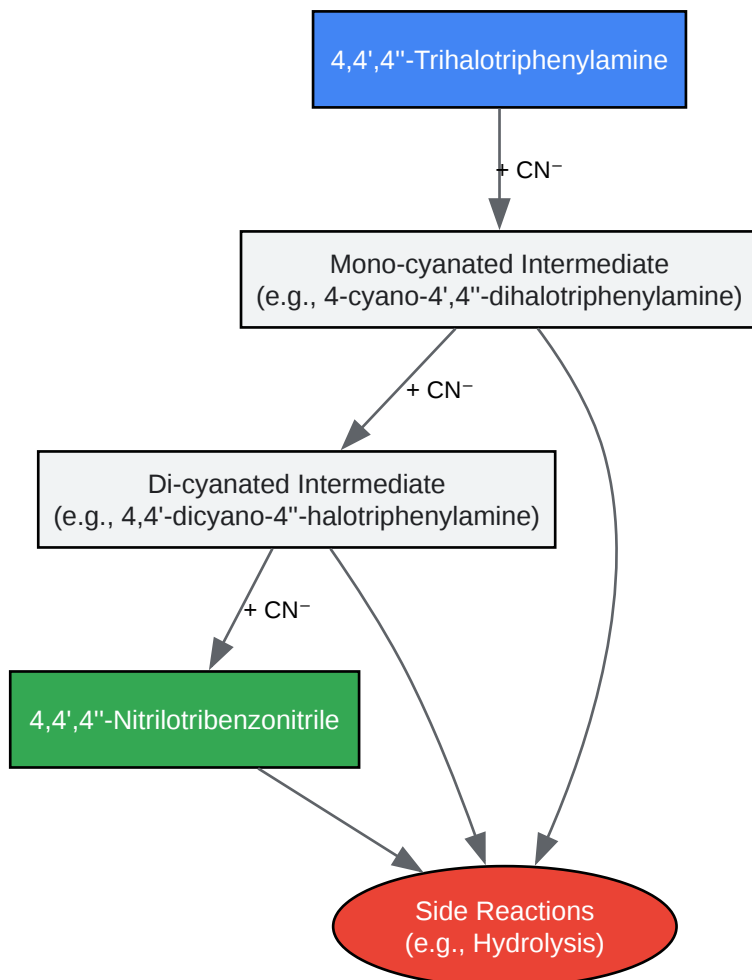 4,4',4''-Trihalotriphenylamine
+ CN⁻
Mono-cyanated Intermediate
(e.g., 4-cyano-4',4''-dihalotriphenylamine)
+ CN⁻
Di-cyanated Intermediate
(e.g., 4,4'-dicyano-4''-halotriphenylamine)
+ CN⁻
4,4',4''-Nitrilotribenzonitrile
Side Reactions
(e.g., Hydrolysis)